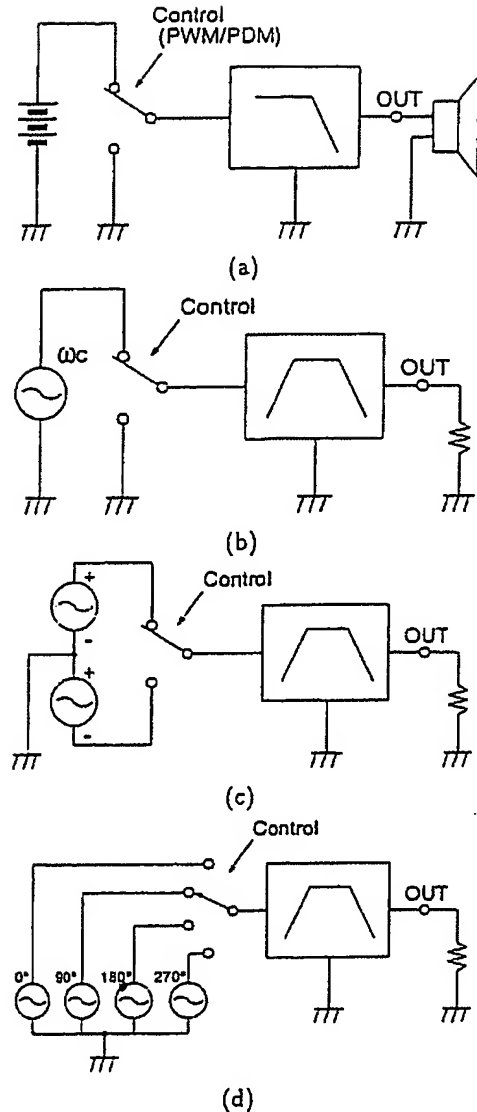 Control
(PWM/PDM)
OUT
(a)
Control
ωc
OUT
(b)
+
Control
-
+
OUT
-
(c)
Control
OUT
0° 90° 180° 270°
(d)